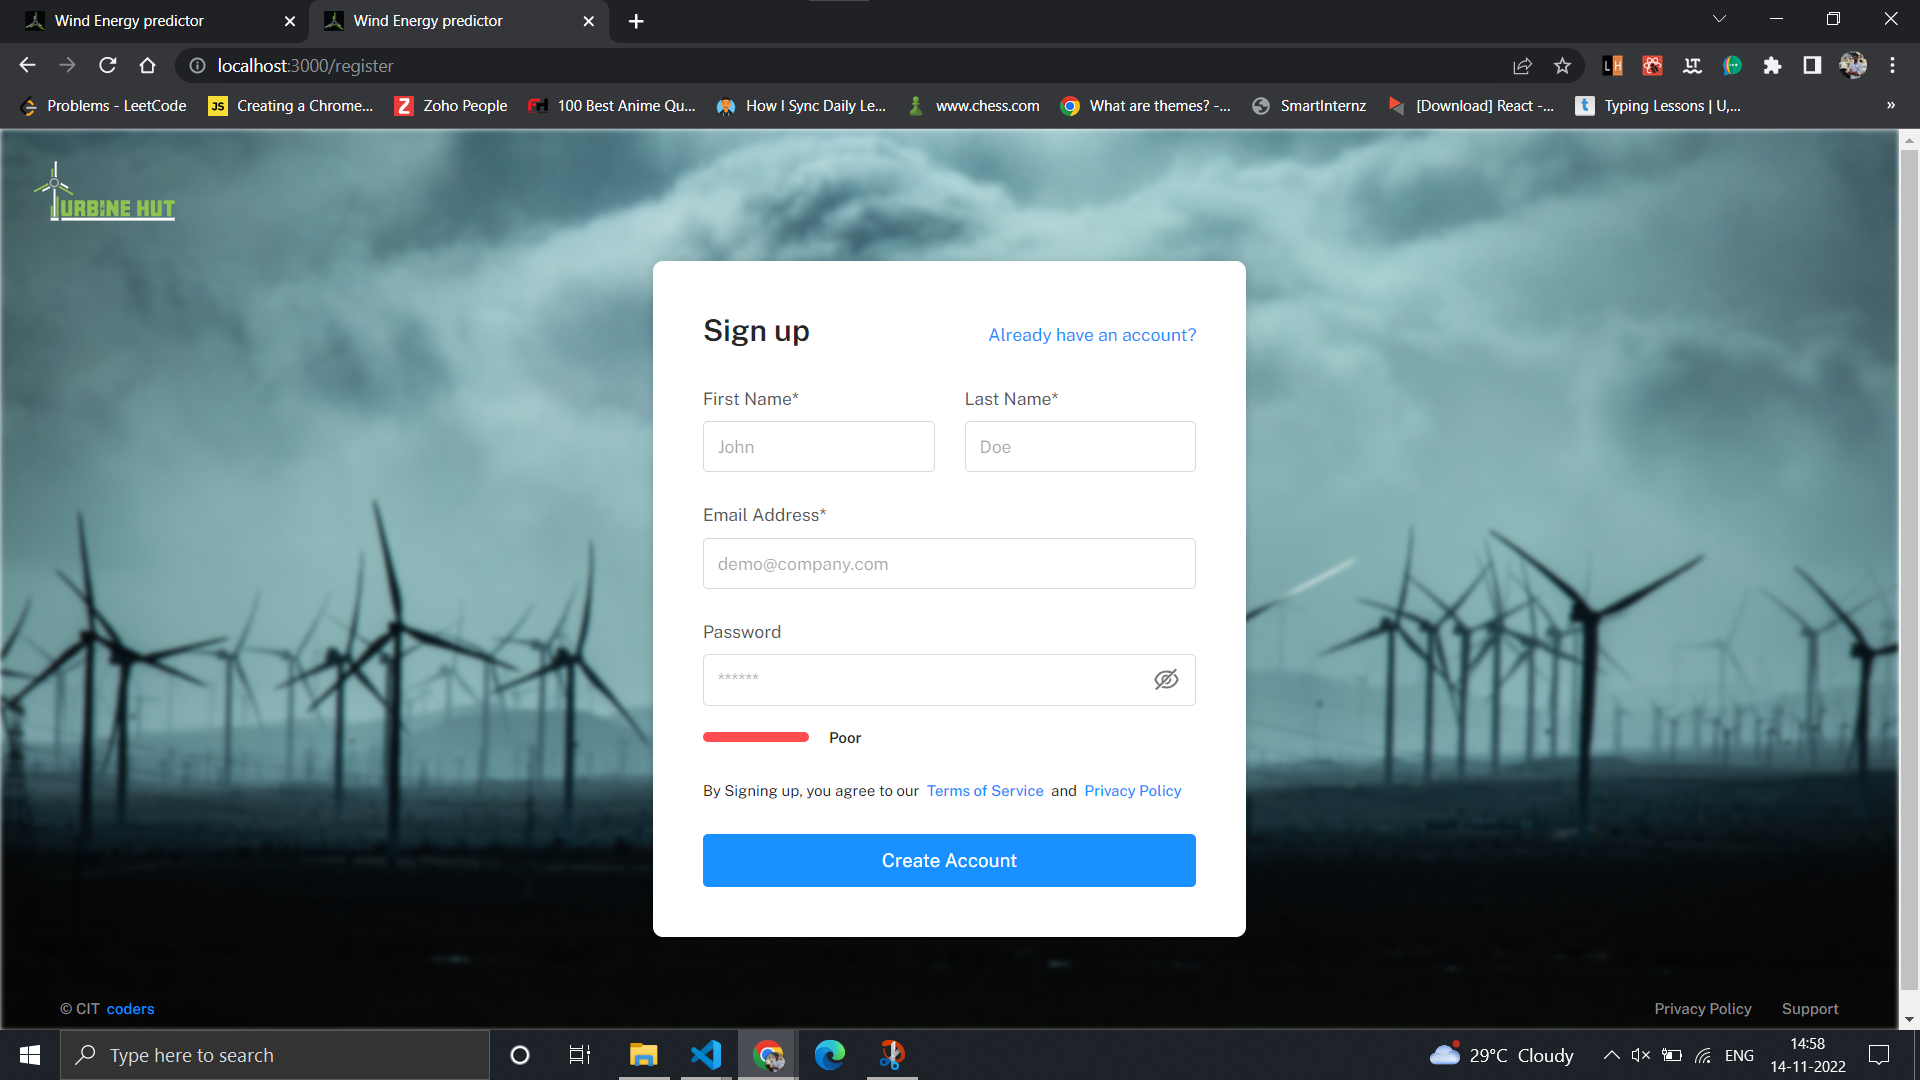 Wind Energy predictor
Wind Energy predictor
localhost:3000/register
Problems - LeetCode
JS
Creating a Chrome...
Z
Zoho People
100 Best Anime Qu...
How I Sync Daily Le...
www.chess.com
What are themes? -...
SmartInternz
[Download] React -...
t
Typing Lessons | U,...
»
TURBINE HUT
Sign up
Already have an account?
First Name*
Last Name*
John
Doe
Email Address*
demo@company.com
Password
******
Poor
By Signing up, you agree to our Terms of Service and Privacy Policy
Create Account
© CIT coders
Privacy Policy
Support
Type here to search
29°C Cloudy
ENG
14:58
14-11-2022